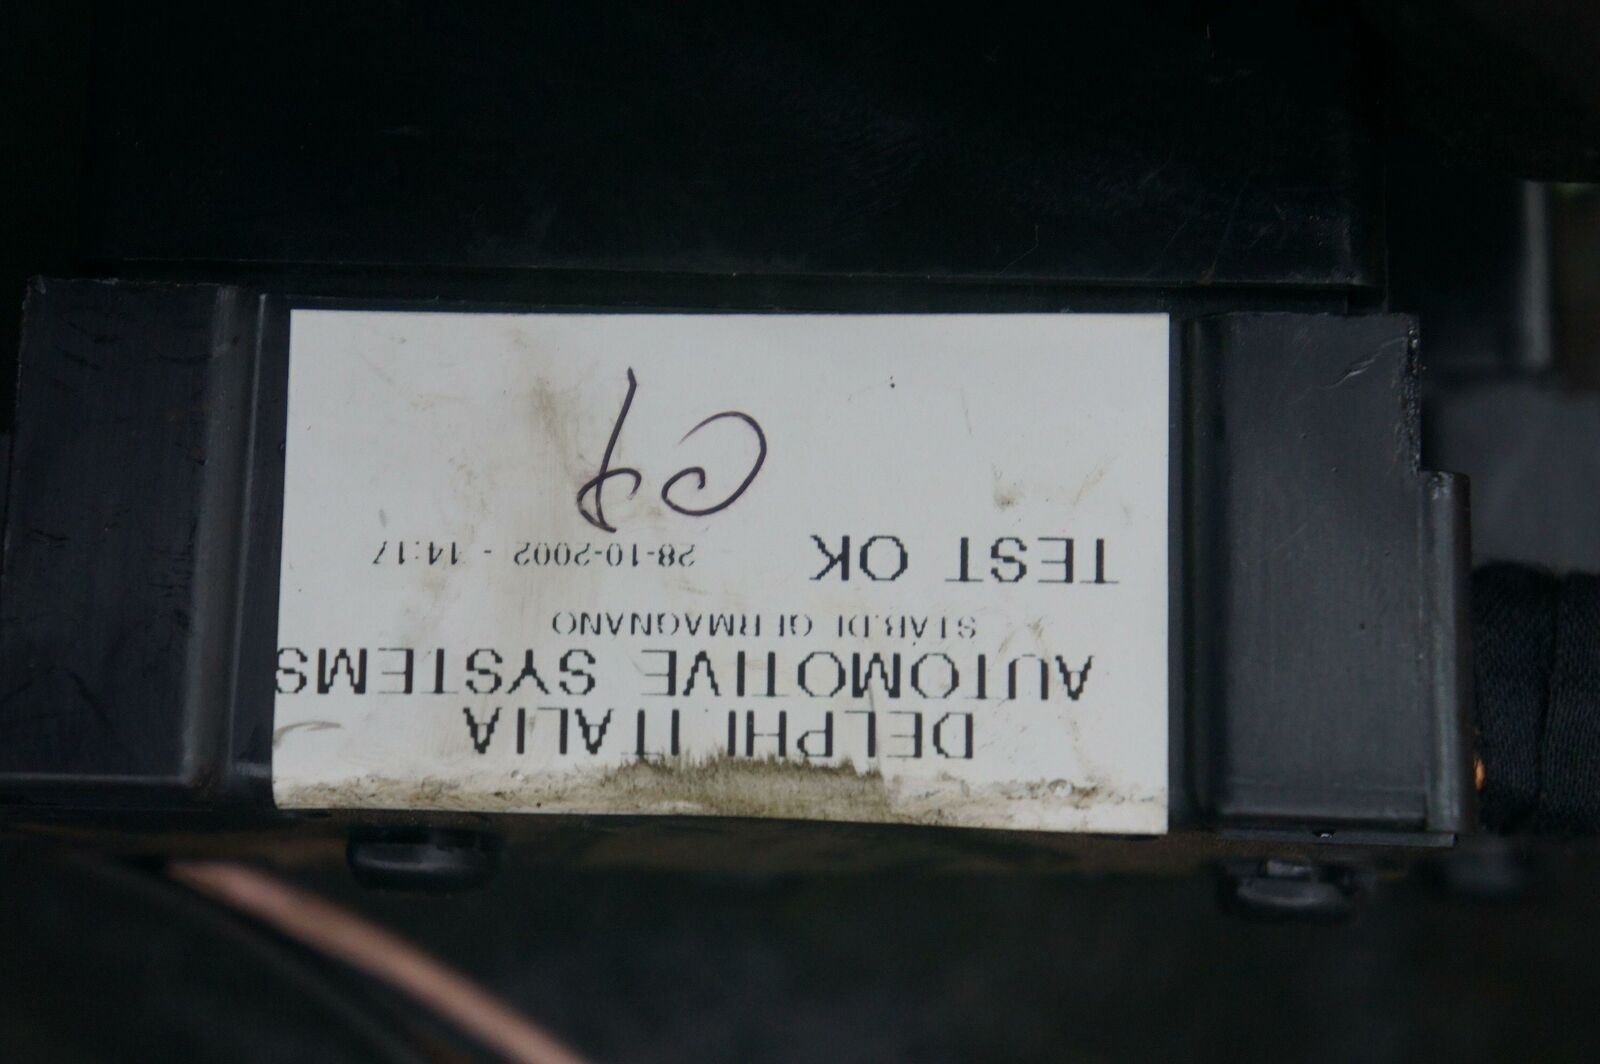 DELPHI ITALIA
AUTOMOTIVE SYSTEMS
STAB.DI GERMAGNANO
TEST OK 28-10-2002 - 14:17